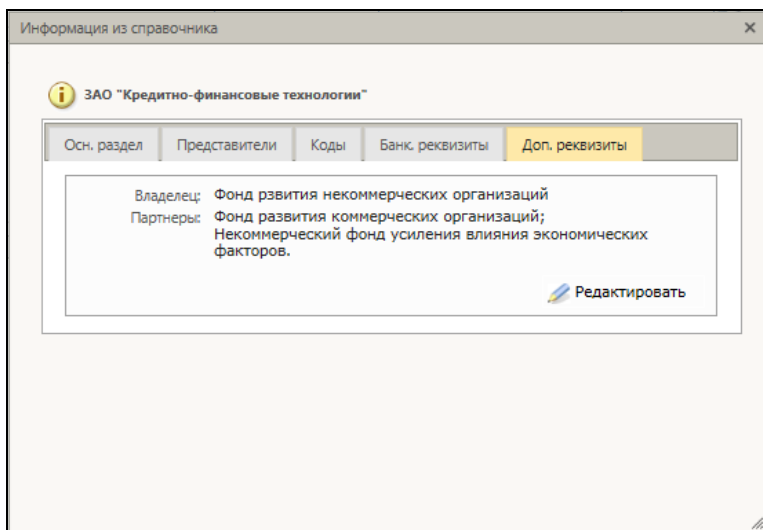 Информация из справочника
ЗАО "Кредитно-финансовые технологии"
Осн. раздел Представители Коды Банк. реквизиты Доп. реквизиты
Владелец: Фонд рзвития некоммерческих организаций
Партнеры: Фонд развития коммерческих организаций;
Некоммерческий фонд усиления влияния экономических
факторов.
Редактировать